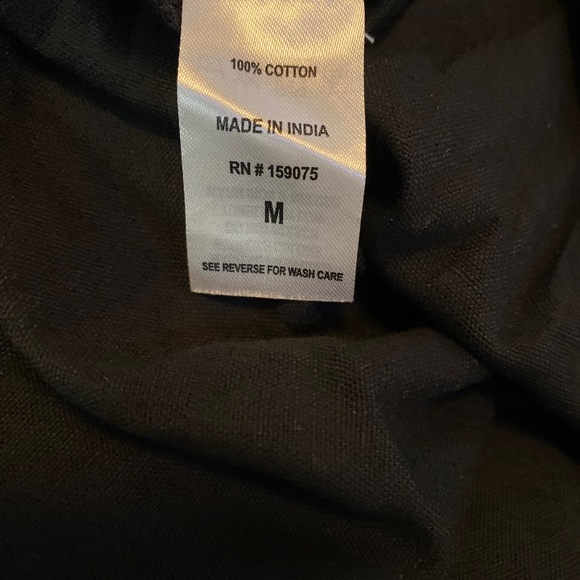 100% COTTON
MADE IN INDIA
RN # 159075
M
SEE REVERSE FOR WASH CARE